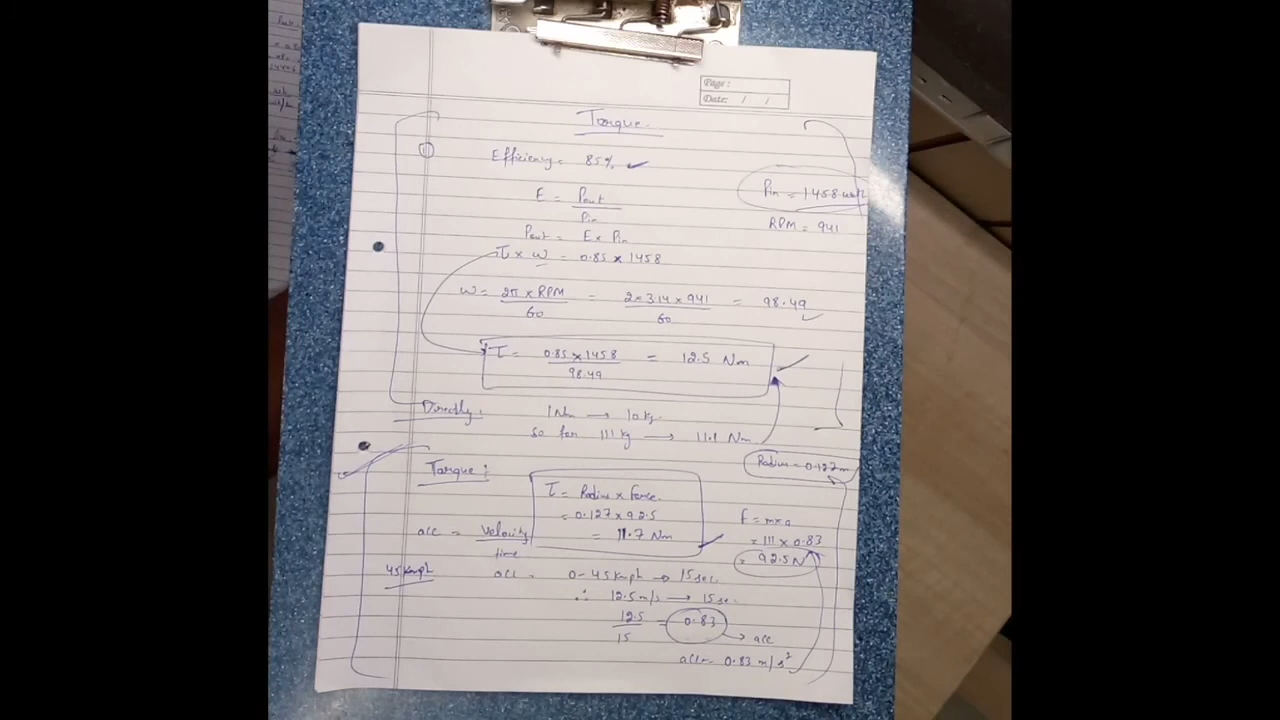 Page :
Date: / /
Torque.
①
Efficiency = 85%
Pin = 1458 watt
E = Pout
Pin
RPM = 941
Pout = E × Pin
τ × ω = 0.85 × 1458
ω = 2π × RPM = 2 × 3.14 × 941 = 98.49
60 60
τ = 0.85 × 1458 = 12.5 Nm
98.49
Directly:
1Nm → 10 kg.
so for 111 kg → 11.1 Nm
Radius = 0.127m
Torque:
τ = Radius × Force.
= 0.127 × 92.5
= 11.7 Nm
F = m×a
= 111 × 0.83
= 92.5N
acc = Velocity
time
45 kmph
acc = 0-45 kmph → 15 sec.
∴ 12.5 m/s → 15 sec.
12.5 = 0.83
15
→ acc
acc = 0.83 m/s²